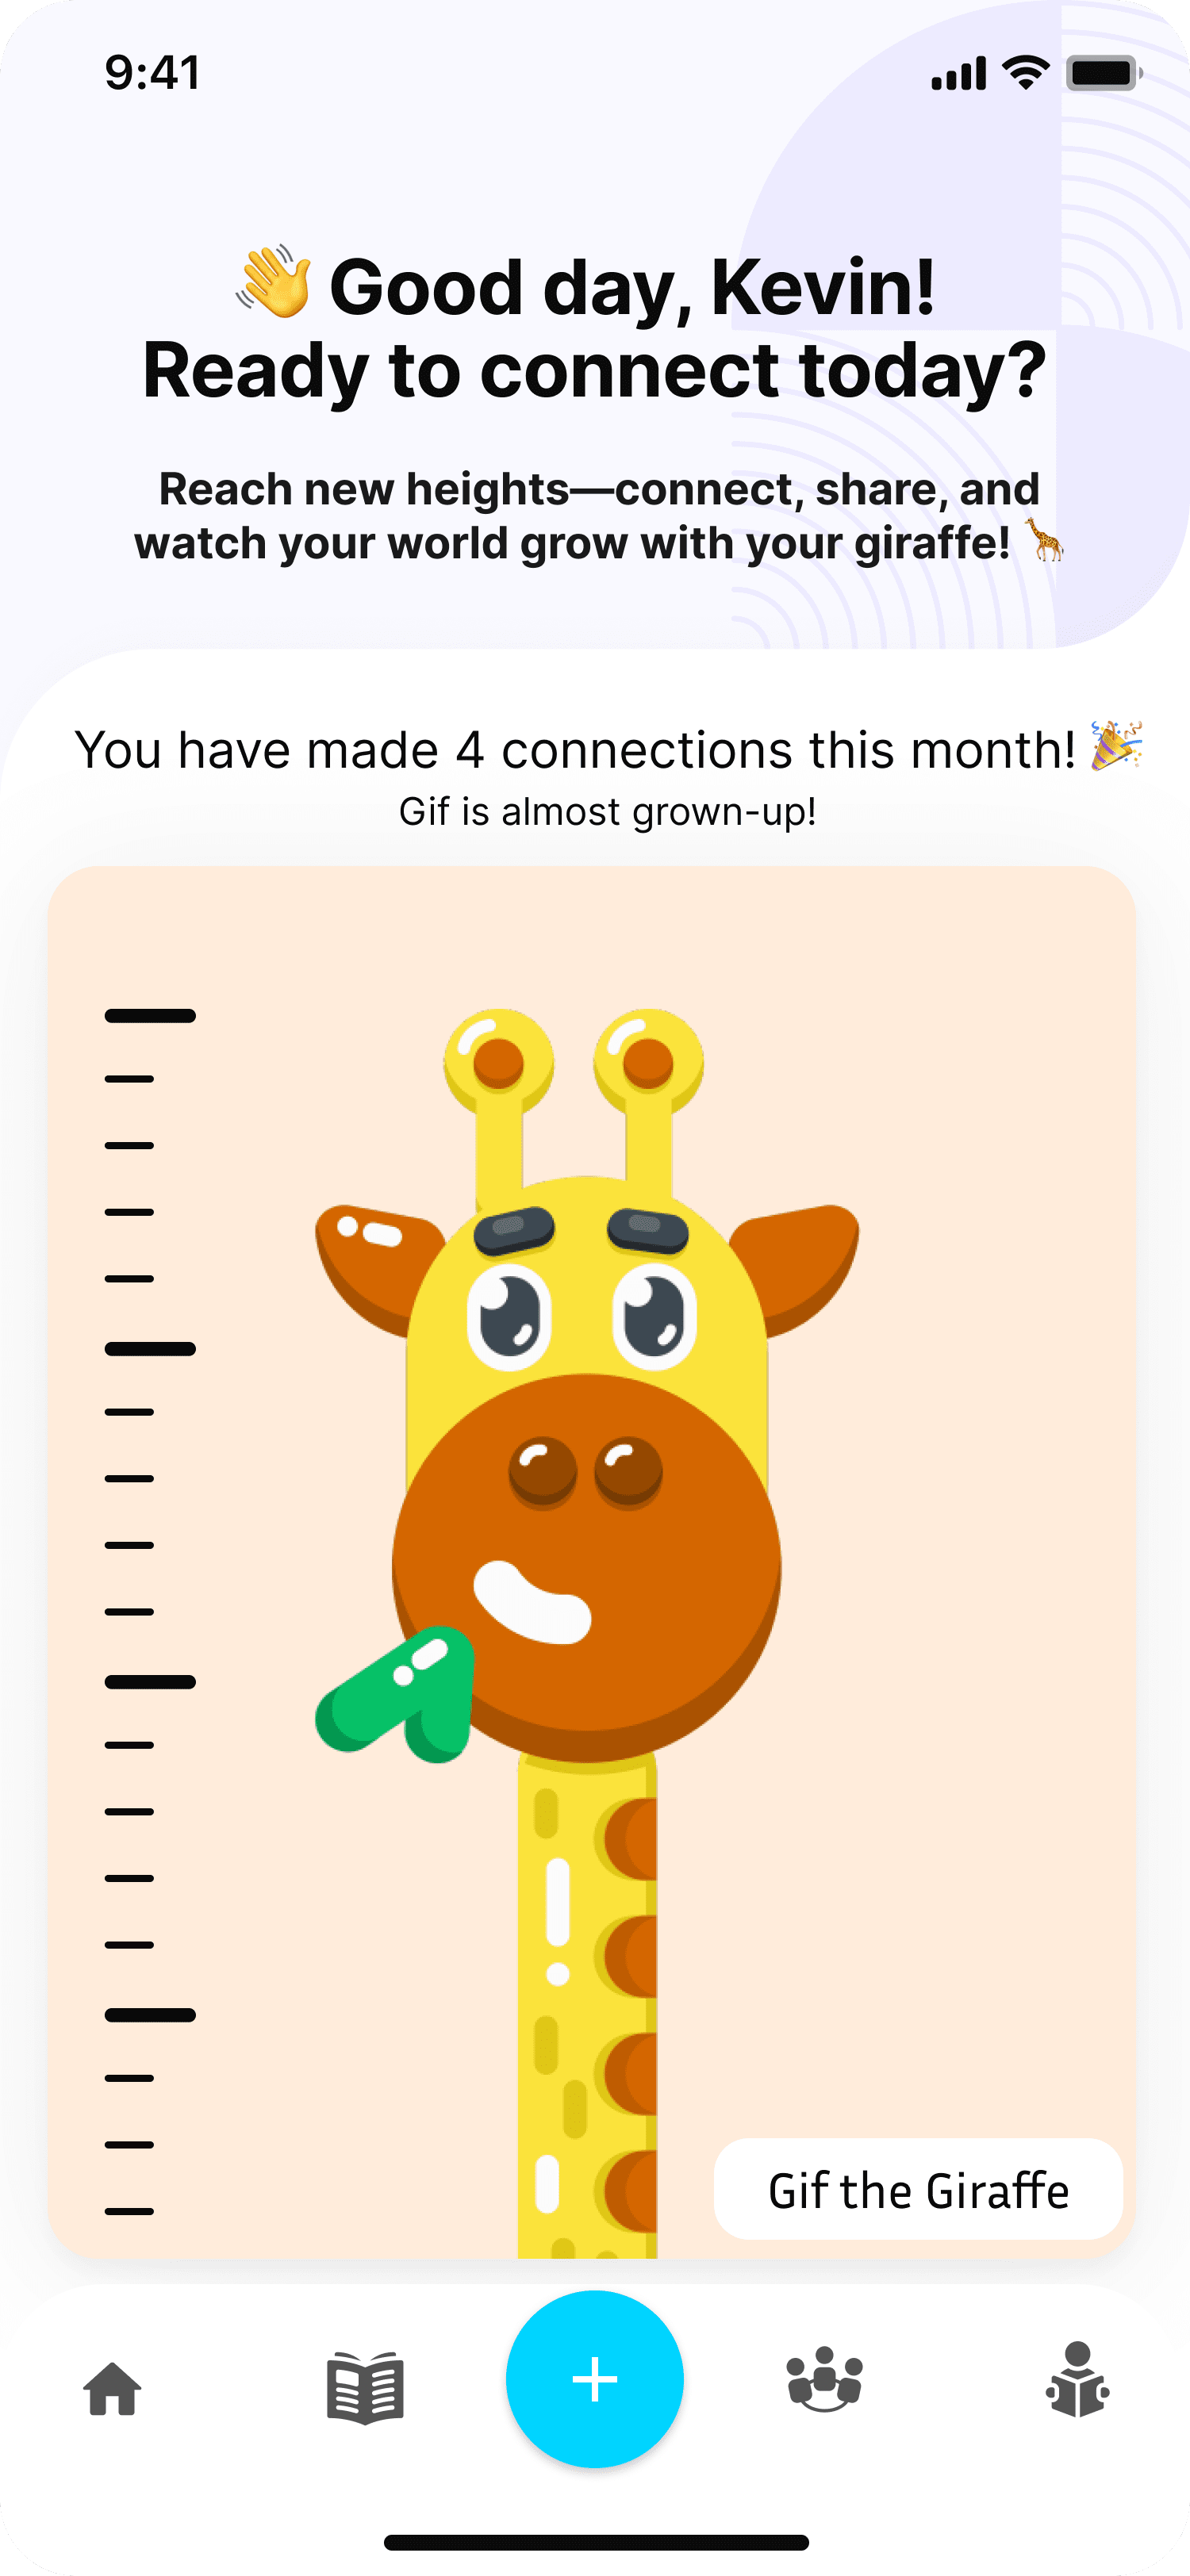 9:41
👋 Good day, Kevin!
Ready to connect today?
Reach new heights—connect, share, and
watch your world grow with your giraffe! 🦒
You have made 4 connections this month! 🎉
Gif is almost grown-up!
Gif the Giraffe